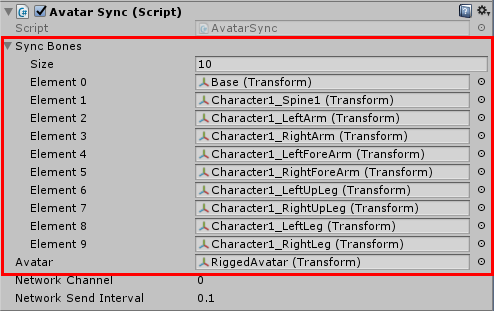 Avatar Sync (Script)
Script AvatarSync
Sync Bones
Size 10
Element 0 Base (Transform)
Element 1 Character1_Spine1 (Transform)
Element 2 Character1_LeftArm (Transform)
Element 3 Character1_RightArm (Transform)
Element 4 Character1_LeftForeArm (Transform)
Element 5 Character1_RightForeArm (Transform)
Element 6 Character1_LeftUpLeg (Transform)
Element 7 Character1_RightUpLeg (Transform)
Element 8 Character1_LeftLeg (Transform)
Element 9 Character1_RightLeg (Transform)
Avatar RiggedAvatar (Transform)
Network Channel 0
Network Send Interval 0.1